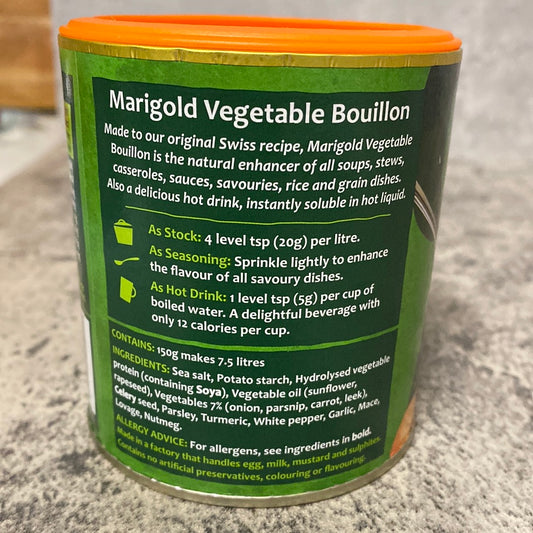 Marigold Vegetable Bouillon
Made to our original Swiss recipe, Marigold Vegetable
Bouillon is the natural enhancer of all soups, stews,
casseroles, sauces, savouries, rice and grain dishes.
Also a delicious hot drink, instantly soluble in hot liquid.
As Stock: 4 level tsp (20g) per litre.
As Seasoning: Sprinkle lightly to enhance
the flavour of all savoury dishes.
As Hot Drink: 1 level tsp (5g) per cup of
boiled water. A delightful beverage with
only 12 calories per cup.
CONTAINS: 150g makes 7.5 litres
INGREDIENTS: Sea salt, Potato starch, Hydrolysed vegetable
protein (containing Soya), Vegetable oil (sunflower,
rapeseed), Vegetables 7% (onion, parsnip, carrot, leek),
Celery seed, Parsley, Turmeric, White pepper, Garlic, Mace,
Lovage, Nutmeg.
ALLERGY ADVICE: For allergens, see ingredients in bold.
Made in a factory that handles egg, milk, mustard and sulphites.
Contains no artificial preservatives, colouring or flavouring.